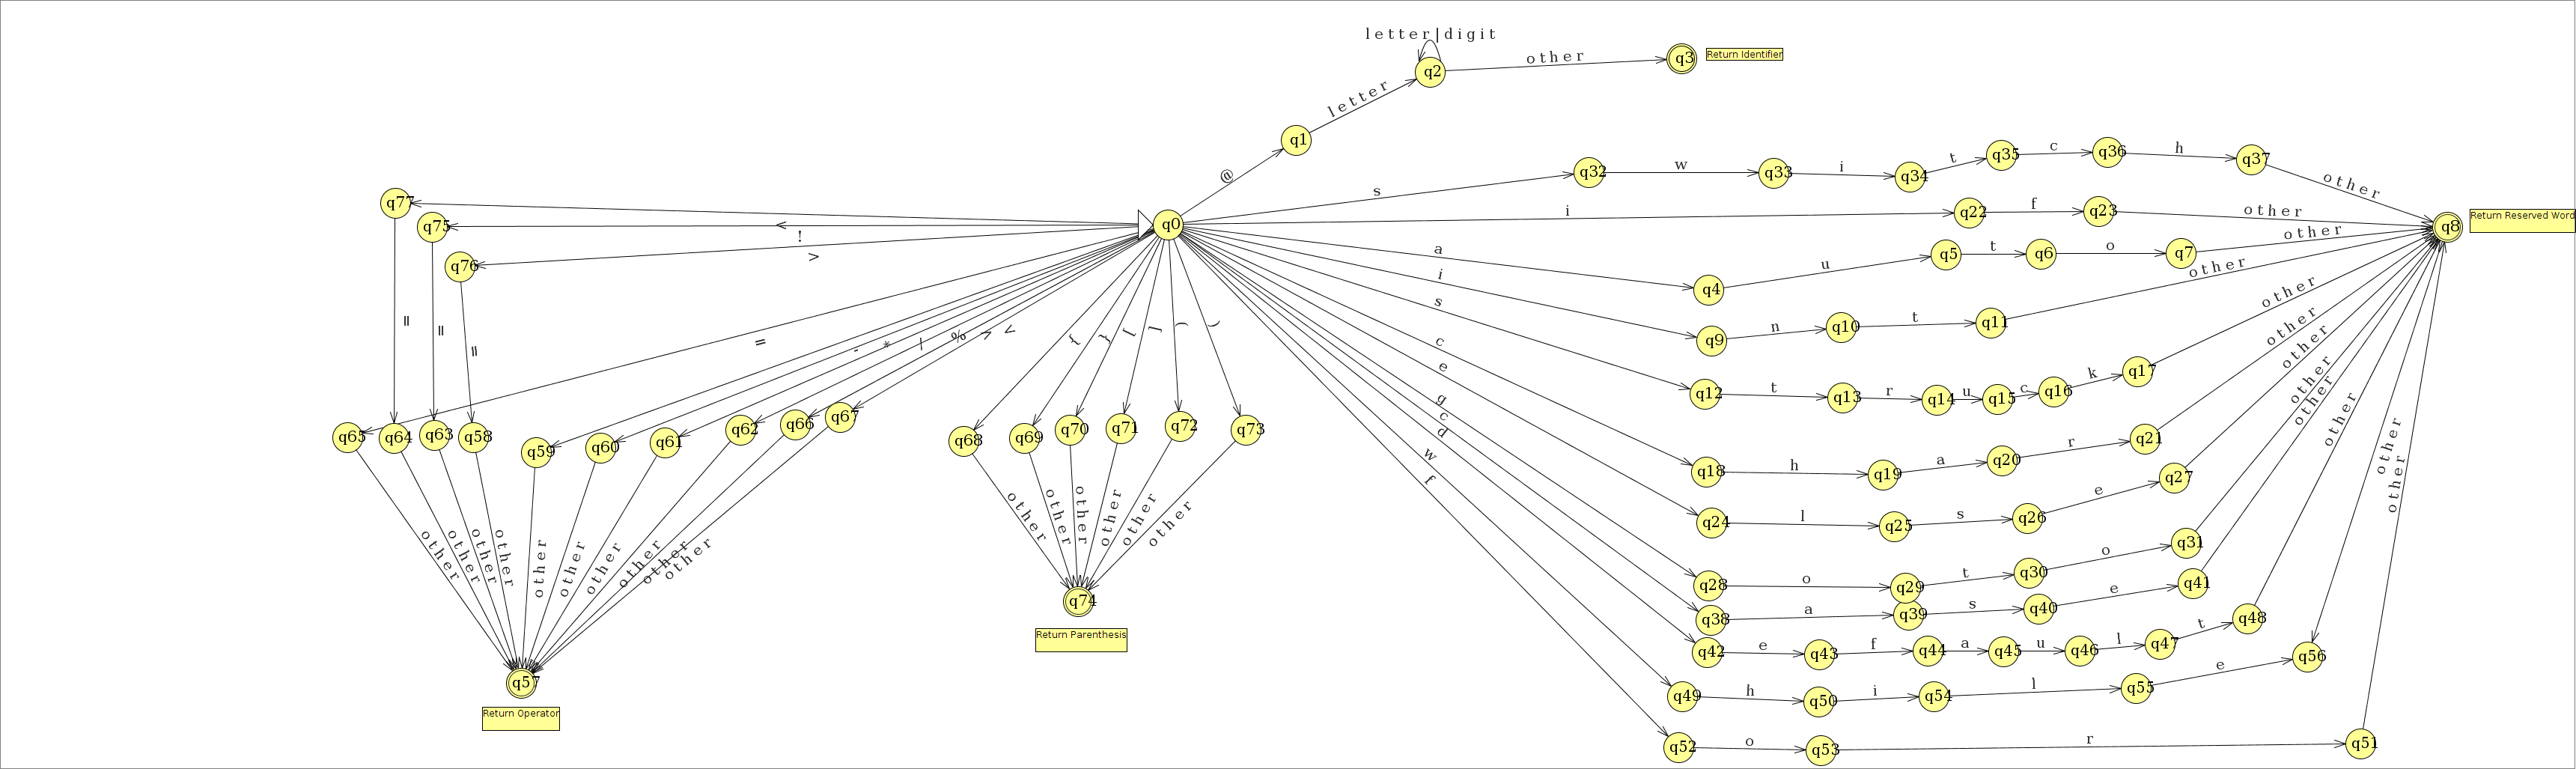 letter|digit
q2
other
q3
Return Identifier
letter
q1
@
q0
s
q32
w
q33
i
q34
t
q35
c
q36
h
q37
other
i
q22
f
q23
other
q8
Return Reserved Word
a
q4
u
q5
t
q6
o
q7
other
i
q9
n
q10
t
q11
other
s
q12
t
q13
r
q14
u
q15
c
q16
k
q17
other
c
q18
h
q19
a
q20
r
q21
other
e
q24
l
q25
s
q26
e
q27
other
g
q28
o
q29
t
q30
o
q31
other
c
q38
a
q39
s
q40
e
q41
other
d
q42
e
q43
f
q44
a
q45
u
q46
l
q47
t
q48
other
w
q49
h
q50
i
q54
l
q55
e
q56
other
f
q52
o
q53
r
q51
other
q77
<
q75
!
q76
>
=
=
=
=
-
*
/
%
>
<
q65
q64
q63
q58
q59
q60
q61
q62
q66
q67
other
other
other
other
other
other
other
other
other
other
q57
Return Operator
{
}
[
]
(
)
q68
q69
q70
q71
q72
q73
other
other
other
other
other
other
q74
Return Parenthesis